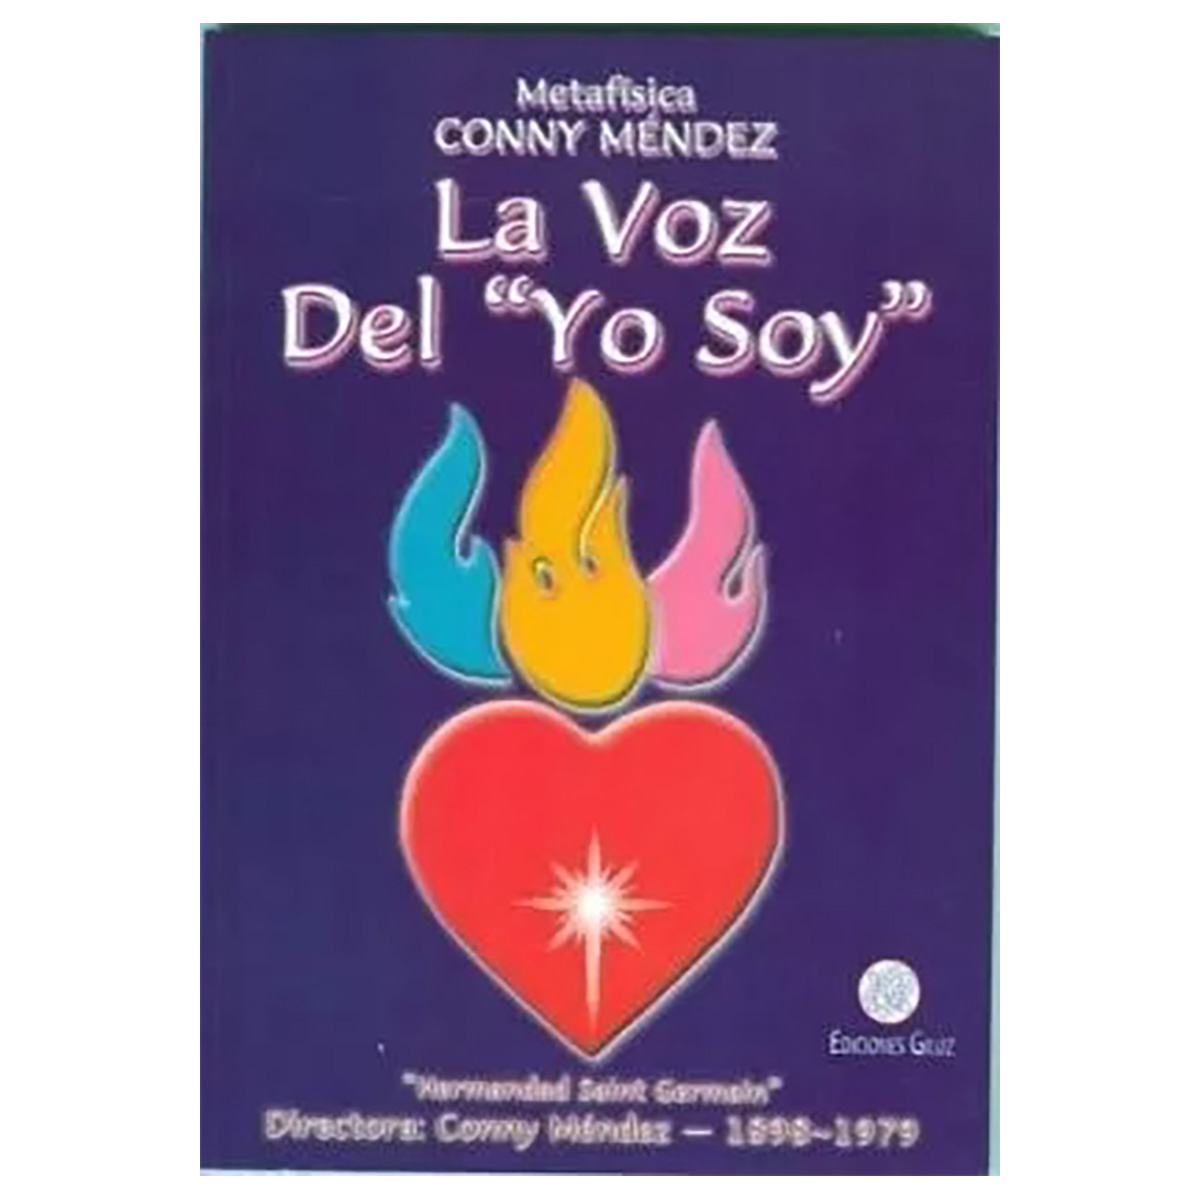 Metafísica
CONNY MÉNDEZ
La Voz
Del “Yo Soy”
EDICIONES GILUZ
"Hermandad Saint Germain"
Directora: Conny Méndez — 1898~1979